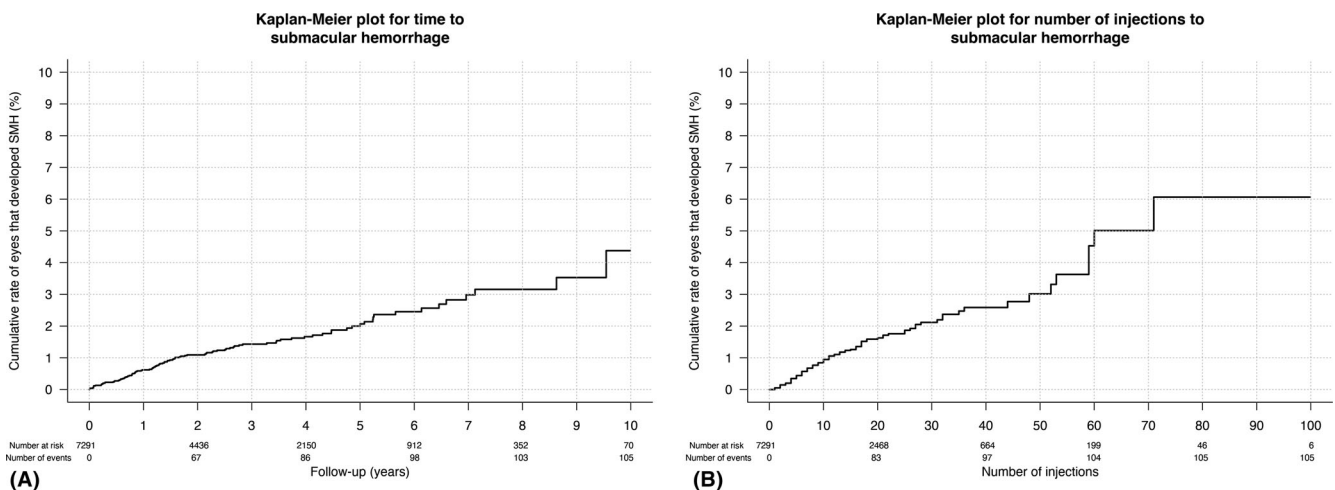 Kaplan-Meier plot for time to
submacular hemorrhage
Cumulative rate of eyes that developed SMH (%)
10
9
8
7
6
5
4
3
2
1
0
0 1 2 3 4 5 6 7 8 9 10
Number at risk 7291 4436 2150 912 352 70
Number of events 0 67 86 98 103 105
Follow-up (years)
(A)
Kaplan-Meier plot for number of injections to
submacular hemorrhage
Cumulative rate of eyes that developed SMH (%)
10
9
8
7
6
5
4
3
2
1
0
0 10 20 30 40 50 60 70 80 90 100
Number at risk 7291 2468 664 199 46 6
Number of events 0 83 97 104 105 105
Number of injections
(B)